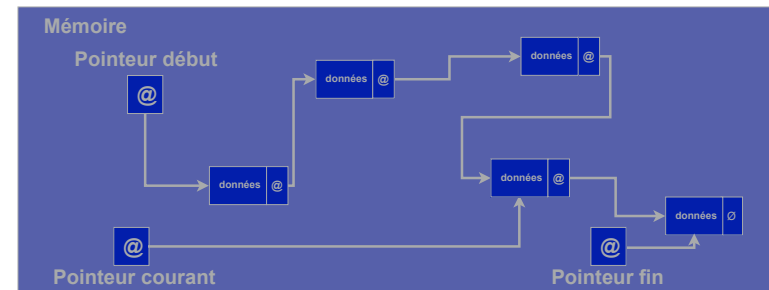 Mémoire
Pointeur début
@
données @
données @
données @
données @
données Ø
@
Pointeur courant
@
Pointeur fin